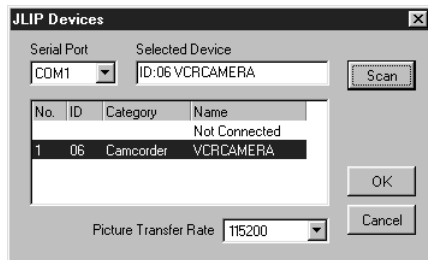 JLIP Devices
Serial Port Selected Device
COM1 ID:06 VCRCAMERA Scan
No. ID Category Name
Not Connected
1 06 Camcorder VCRCAMERA
OK
Picture Transfer Rate 115200 Cancel